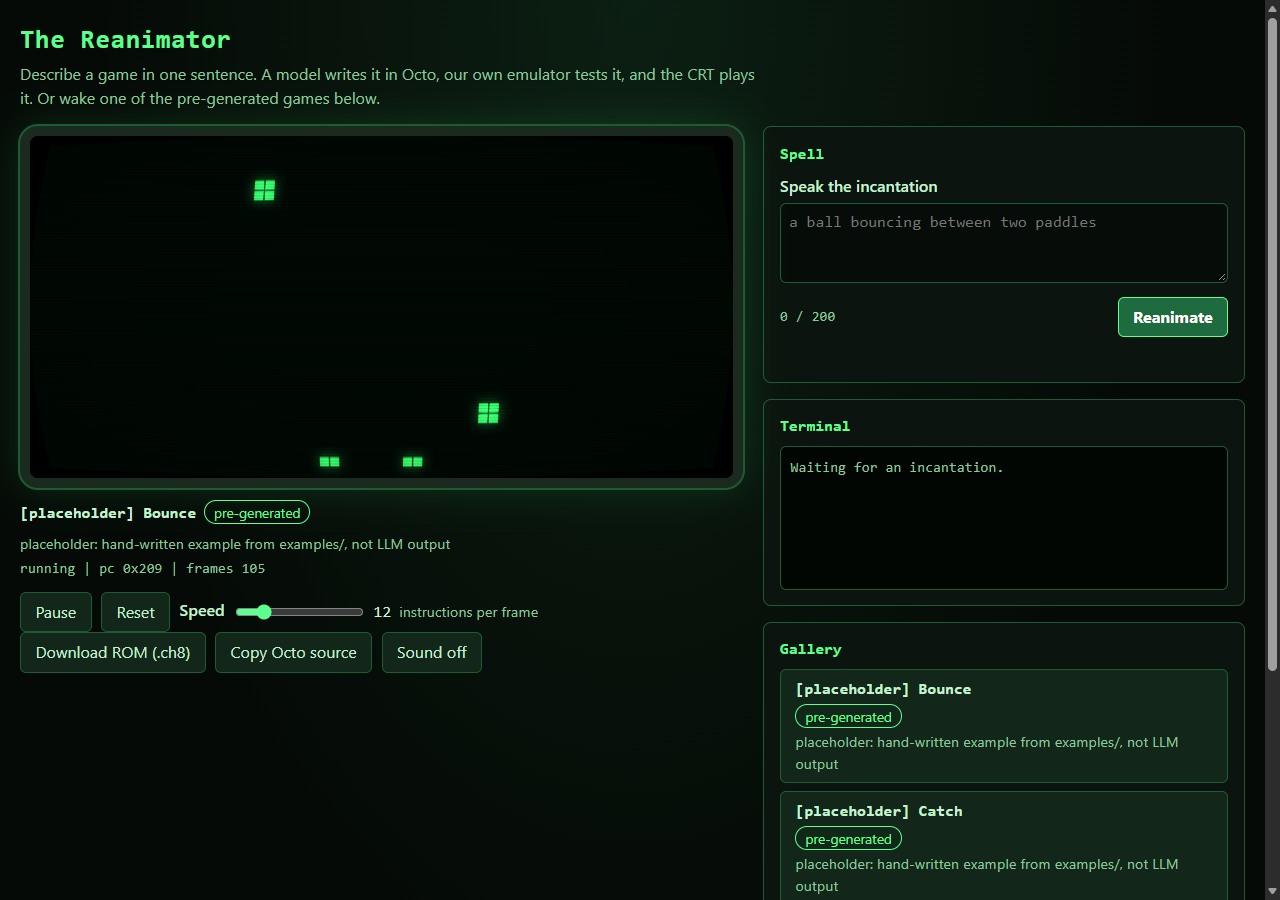 The Reanimator
Describe a game in one sentence. A model writes it in Octo, our own emulator tests it, and the CRT plays
it. Or wake one of the pre-generated games below.
[placeholder] Bounce pre-generated
placeholder: hand-written example from examples/, not LLM output
running | pc 0x209 | frames 105
Pause Reset Speed 12 instructions per frame
Download ROM (.ch8) Copy Octo source Sound off
Spell
Speak the incantation
a ball bouncing between two paddles
0 / 200 Reanimate
Terminal
Waiting for an incantation.
Gallery
[placeholder] Bounce
pre-generated
placeholder: hand-written example from examples/, not LLM
output
[placeholder] Catch
pre-generated
placeholder: hand-written example from examples/, not LLM
output